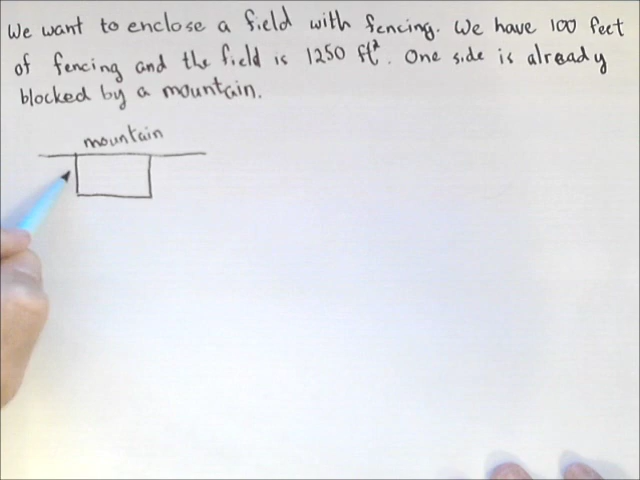 We want to enclose a field with fencing. We have 100 feet
of fencing and the field is 1250 ft². One side is already
blocked by a mountain.
mountain